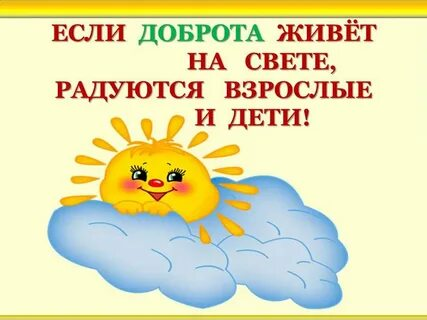 ЕСЛИ ДОБРОТА ЖИВЁТ
НА СВЕТЕ,
РАДУЮТСЯ ВЗРОСЛЫЕ
И ДЕТИ!